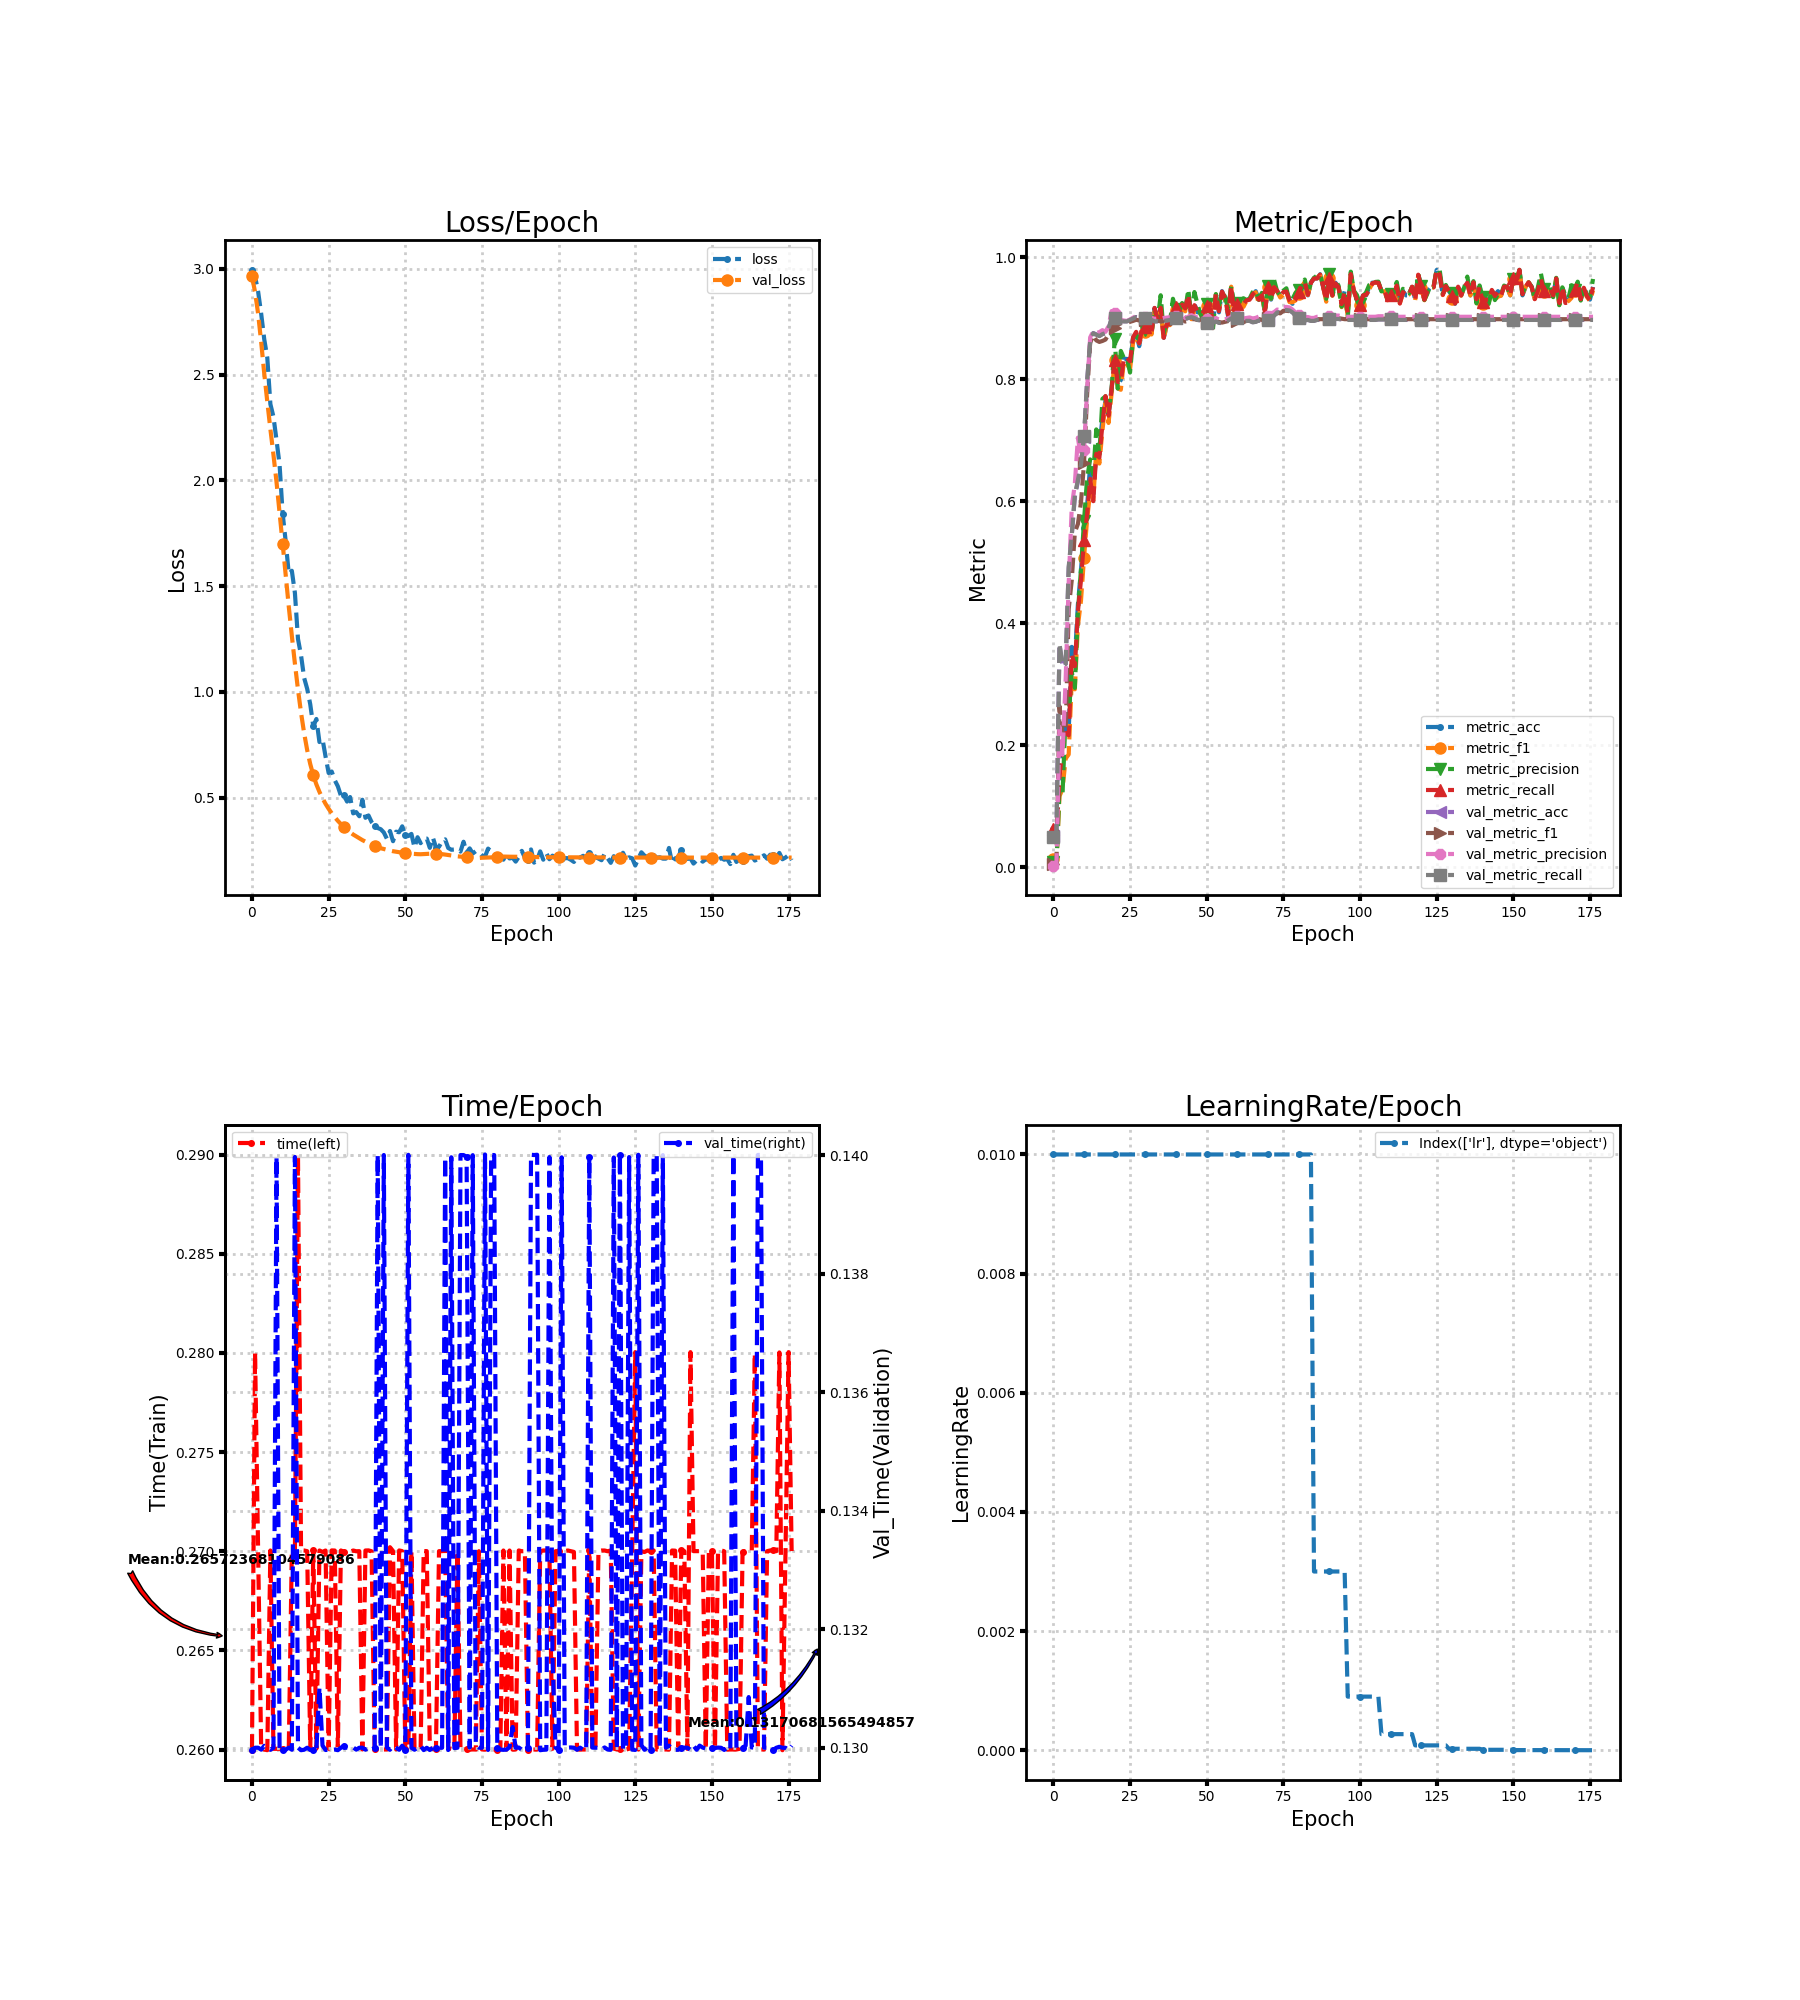 Loss/Epoch
3.0
2.5
2.0
1.5
1.0
0.5
Loss
loss
val_loss
0 25 50 75 100 125 150 175
Epoch
Metric/Epoch
1.0
0.8
0.6
0.4
0.2
0.0
Metric
metric_acc
metric_f1
metric_precision
metric_recall
val_metric_acc
val_metric_f1
val_metric_precision
val_metric_recall
0 25 50 75 100 125 150 175
Epoch
Time/Epoch
time(left)
val_time(right)
0.290
0.285
0.280
0.275
0.270
0.265
0.260
Time(Train)
Mean:0.26572368104579086
0.140
0.138
0.136
0.134
0.132
0.130
Val_Time(Validation)
Mean:0.13170681565494857
0 25 50 75 100 125 150 175
Epoch
LearningRate/Epoch
Index(['lr'], dtype='object')
0.010
0.008
0.006
0.004
0.002
0.000
LearningRate
0 25 50 75 100 125 150 175
Epoch